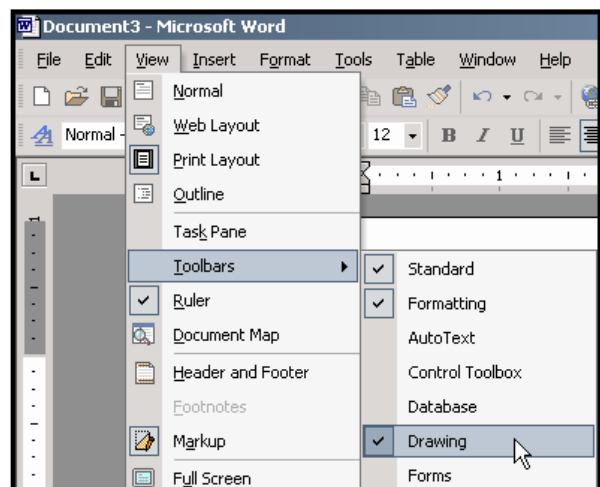 Document3 - Microsoft Word
File Edit View Insert Format Tools Table Window Help
Normal
12 B I U
Normal
Web Layout
Print Layout
1
Outline
Task Pane
Toolbars
Standard
Ruler
Formatting
Document Map
AutoText
Header and Footer
Control Toolbox
Footnotes
Database
Markup
Drawing
Full Screen
Forms